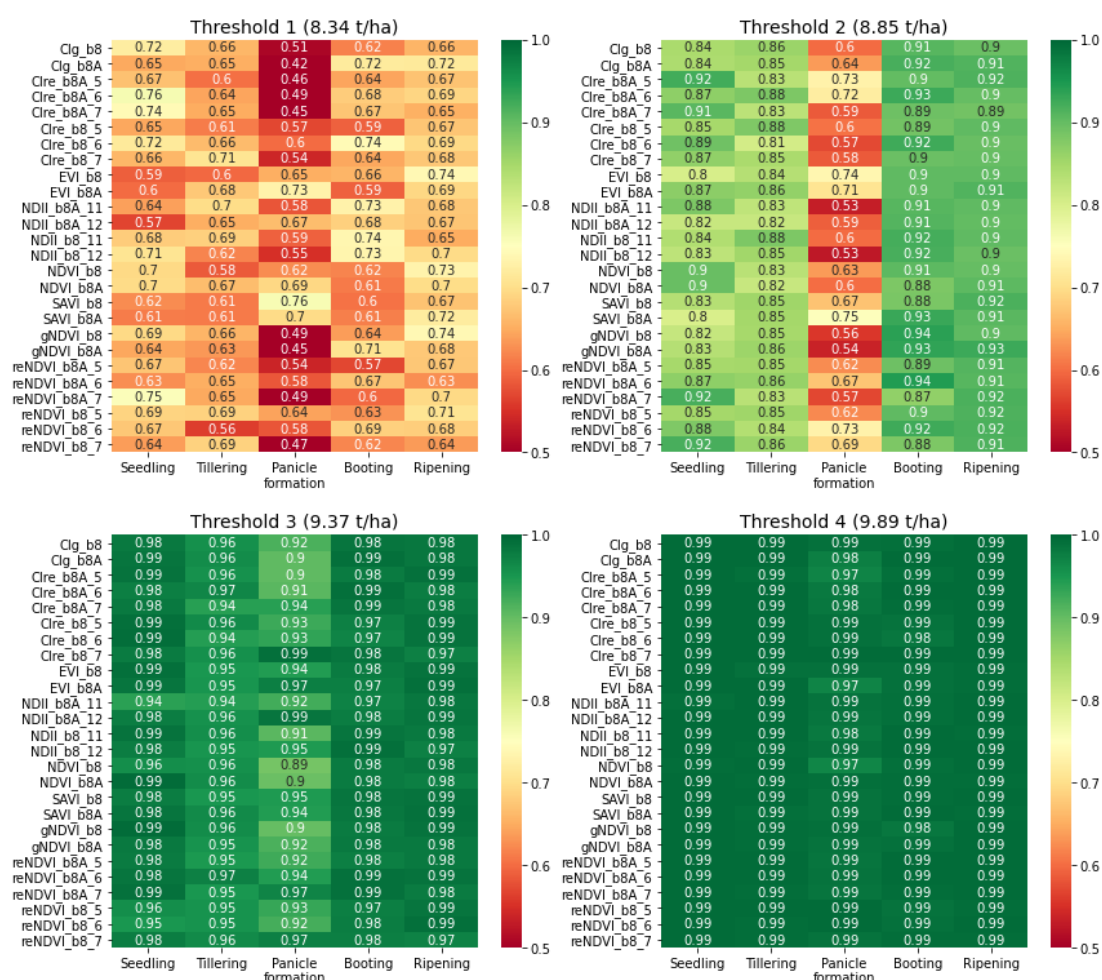 Threshold 1 (8.34 t/ha)
CIg_b8 0.72 0.66 0.51 0.62 0.66
CIg_b8A 0.65 0.65 0.42 0.72 0.72
CIre_b8A_5 0.67 0.6 0.46 0.64 0.67
CIre_b8A_6 0.76 0.64 0.49 0.68 0.69
CIre_b8A_7 0.74 0.65 0.45 0.67 0.65
CIre_b8_5 0.65 0.61 0.57 0.59 0.67
CIre_b8_6 0.72 0.66 0.6 0.74 0.69
CIre_b8_7 0.66 0.71 0.54 0.64 0.68
EVI_b8 0.59 0.6 0.65 0.66 0.74
EVI_b8A 0.6 0.68 0.73 0.59 0.69
NDII_b8A_11 0.64 0.7 0.58 0.73 0.68
NDII_b8A_12 0.57 0.65 0.67 0.68 0.67
NDII_b8_11 0.68 0.69 0.59 0.74 0.65
NDII_b8_12 0.71 0.62 0.55 0.73 0.7
NDVI_b8 0.7 0.58 0.62 0.62 0.73
NDVI_b8A 0.7 0.67 0.69 0.61 0.7
SAVI_b8 0.62 0.61 0.76 0.6 0.67
SAVI_b8A 0.61 0.61 0.7 0.61 0.72
gNDVI_b8 0.69 0.66 0.49 0.64 0.74
gNDVI_b8A 0.64 0.63 0.45 0.71 0.68
reNDVI_b8A_5 0.67 0.62 0.54 0.57 0.67
reNDVI_b8A_6 0.63 0.65 0.58 0.67 0.63
reNDVI_b8A_7 0.75 0.65 0.49 0.6 0.7
reNDVI_b8_5 0.69 0.69 0.64 0.63 0.71
reNDVI_b8_6 0.67 0.56 0.58 0.69 0.68
reNDVI_b8_7 0.64 0.69 0.47 0.62 0.64
Seedling Tillering Panicle Booting Ripening
formation
1.0
0.9
0.8
0.7
0.6
0.5
Threshold 2 (8.85 t/ha)
CIg_b8 0.84 0.86 0.6 0.91 0.9
CIg_b8A 0.84 0.85 0.64 0.92 0.91
CIre_b8A_5 0.92 0.83 0.73 0.9 0.92
CIre_b8A_6 0.87 0.88 0.72 0.93 0.9
CIre_b8A_7 0.91 0.83 0.59 0.89 0.89
CIre_b8_5 0.85 0.88 0.6 0.89 0.9
CIre_b8_6 0.89 0.81 0.57 0.92 0.9
CIre_b8_7 0.87 0.85 0.58 0.9 0.9
EVI_b8 0.8 0.84 0.74 0.9 0.9
EVI_b8A 0.87 0.86 0.71 0.9 0.91
NDII_b8A_11 0.88 0.83 0.53 0.91 0.9
NDII_b8A_12 0.82 0.82 0.59 0.91 0.9
NDII_b8_11 0.84 0.88 0.6 0.92 0.91
NDII_b8_12 0.83 0.85 0.53 0.92 0.9
NDVI_b8 0.9 0.83 0.63 0.91 0.9
NDVI_b8A 0.9 0.82 0.6 0.88 0.91
SAVI_b8 0.83 0.85 0.67 0.88 0.92
SAVI_b8A 0.8 0.85 0.75 0.93 0.91
gNDVI_b8 0.82 0.85 0.56 0.94 0.9
gNDVI_b8A 0.83 0.86 0.54 0.93 0.93
reNDVI_b8A_5 0.85 0.85 0.62 0.89 0.91
reNDVI_b8A_6 0.87 0.86 0.67 0.94 0.91
reNDVI_b8A_7 0.92 0.83 0.57 0.87 0.92
reNDVI_b8_5 0.85 0.85 0.62 0.9 0.92
reNDVI_b8_6 0.88 0.84 0.73 0.92 0.92
reNDVI_b8_7 0.92 0.86 0.69 0.88 0.91
Seedling Tillering Panicle Booting Ripening
formation
1.0
0.9
0.8
0.7
0.6
0.5
Threshold 3 (9.37 t/ha)
CIg_b8 0.98 0.96 0.92 0.98 0.98
CIg_b8A 0.99 0.96 0.9 0.98 0.99
CIre_b8A_5 0.99 0.96 0.9 0.98 0.99
CIre_b8A_6 0.98 0.97 0.91 0.99 0.98
CIre_b8A_7 0.98 0.94 0.94 0.99 0.98
CIre_b8_5 0.99 0.96 0.93 0.97 0.99
CIre_b8_6 0.99 0.94 0.93 0.97 0.99
CIre_b8_7 0.98 0.96 0.99 0.98 0.97
EVI_b8 0.99 0.95 0.94 0.98 0.99
EVI_b8A 0.99 0.95 0.97 0.97 0.99
NDII_b8A_11 0.94 0.94 0.92 0.97 0.98
NDII_b8A_12 0.98 0.96 0.99 0.98 0.99
NDII_b8_11 0.99 0.96 0.91 0.99 0.98
NDII_b8_12 0.98 0.95 0.95 0.99 0.97
NDVI_b8 0.96 0.96 0.89 0.98 0.98
NDVI_b8A 0.99 0.96 0.9 0.98 0.98
SAVI_b8 0.98 0.95 0.95 0.98 0.99
SAVI_b8A 0.98 0.96 0.94 0.98 0.99
gNDVI_b8 0.99 0.96 0.9 0.98 0.99
gNDVI_b8A 0.98 0.95 0.92 0.98 0.99
reNDVI_b8A_5 0.98 0.95 0.92 0.98 0.98
reNDVI_b8A_6 0.98 0.97 0.94 0.99 0.99
reNDVI_b8A_7 0.99 0.95 0.97 0.99 0.98
reNDVI_b8_5 0.96 0.95 0.93 0.97 0.99
reNDVI_b8_6 0.95 0.95 0.92 0.98 0.99
reNDVI_b8_7 0.98 0.96 0.97 0.98 0.97
Seedling Tillering Panicle Booting Ripening
formation
1.0
0.9
0.8
0.7
0.6
0.5
Threshold 4 (9.89 t/ha)
CIg_b8 0.99 0.99 0.99 0.99 0.99
CIg_b8A 0.99 0.99 0.98 0.99 0.99
CIre_b8A_5 0.99 0.99 0.97 0.99 0.99
CIre_b8A_6 0.99 0.99 0.98 0.99 0.99
CIre_b8A_7 0.99 0.99 0.98 0.99 0.99
CIre_b8_5 0.99 0.99 0.99 0.99 0.99
CIre_b8_6 0.99 0.99 0.99 0.98 0.99
CIre_b8_7 0.99 0.99 0.99 0.99 0.99
EVI_b8 0.99 0.99 0.99 0.99 0.99
EVI_b8A 0.99 0.99 0.97 0.99 0.99
NDII_b8A_11 0.99 0.99 0.99 0.99 0.99
NDII_b8A_12 0.99 0.99 0.99 0.99 0.99
NDII_b8_11 0.99 0.99 0.98 0.99 0.99
NDII_b8_12 0.99 0.99 0.99 0.99 0.99
NDVI_b8 0.99 0.99 0.97 0.99 0.99
NDVI_b8A 0.99 0.99 0.99 0.99 0.99
SAVI_b8 0.99 0.99 0.99 0.99 0.99
SAVI_b8A 0.99 0.99 0.99 0.99 0.99
gNDVI_b8 0.99 0.99 0.99 0.98 0.99
gNDVI_b8A 0.99 0.99 0.99 0.99 0.99
reNDVI_b8A_5 0.99 0.99 0.99 0.99 0.99
reNDVI_b8A_6 0.99 0.99 0.99 0.99 0.99
reNDVI_b8A_7 0.99 0.99 0.99 0.99 0.99
reNDVI_b8_5 0.99 0.99 0.99 0.99 0.99
reNDVI_b8_6 0.99 0.99 0.99 0.99 0.99
reNDVI_b8_7 0.99 0.99 0.99 0.99 0.99
Seedling Tillering Panicle Booting Ripening
formation
1.0
0.9
0.8
0.7
0.6
0.5